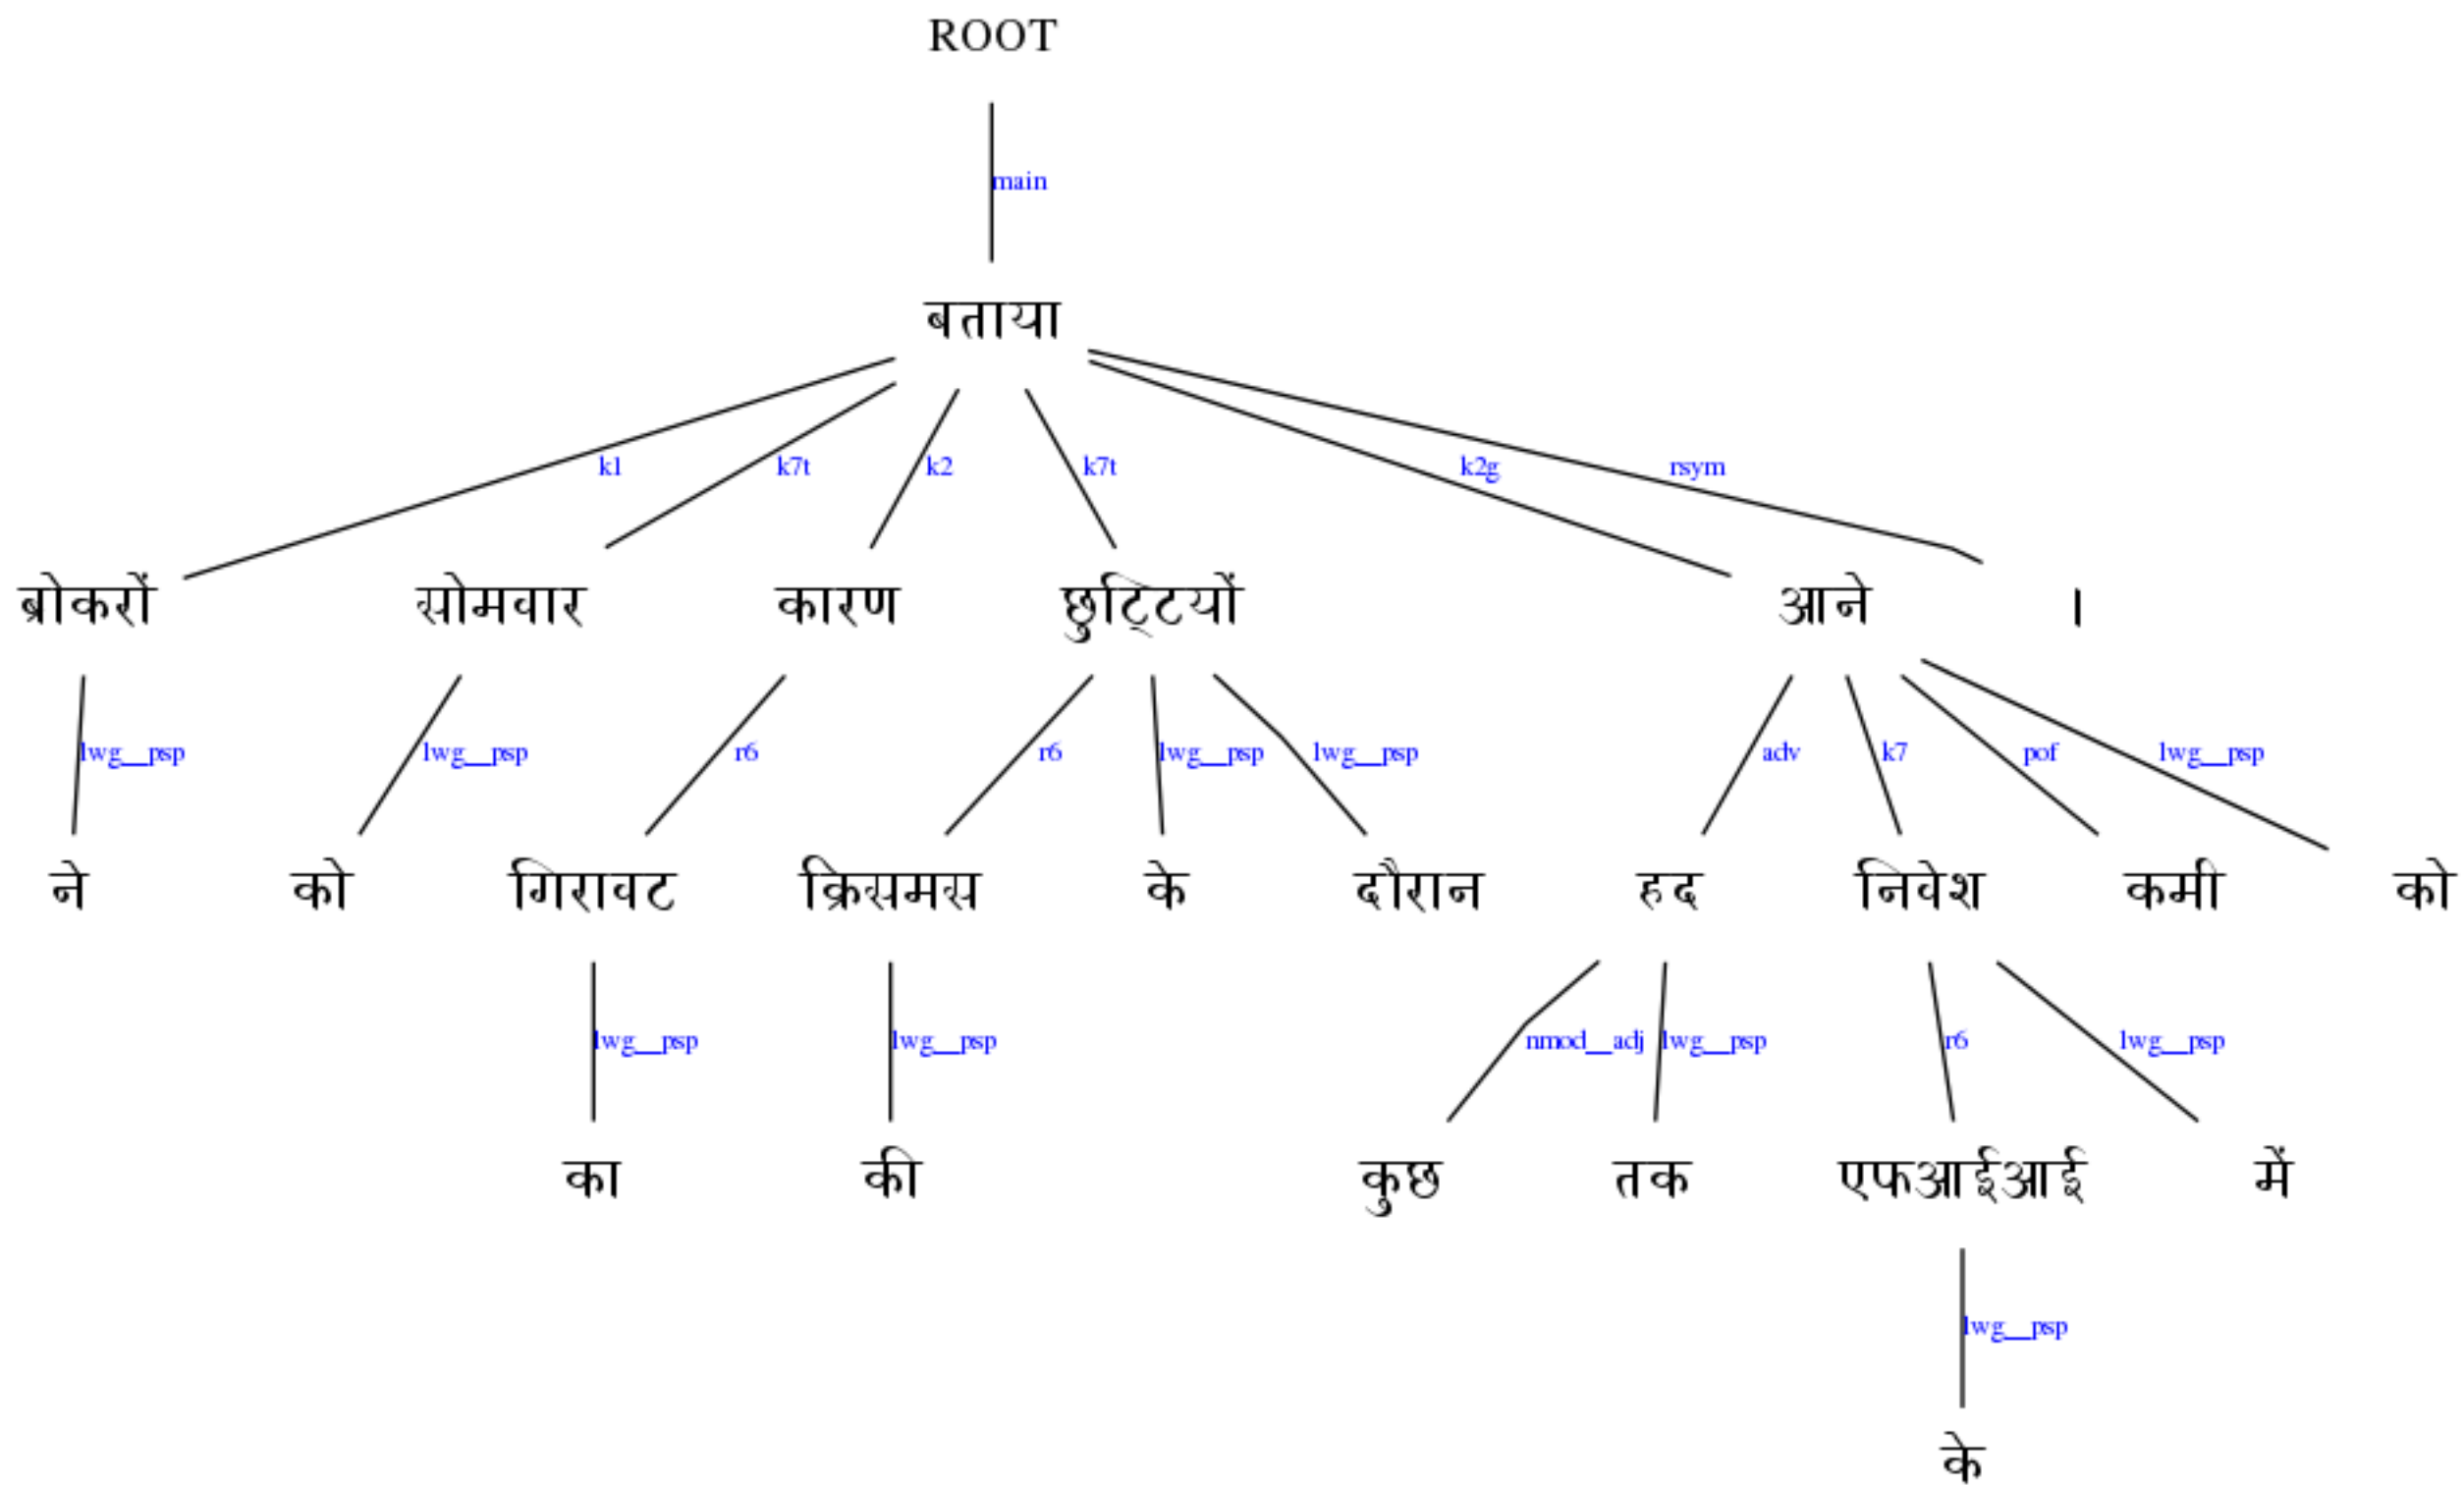 ROOT
main
बताया
k1 k7t k2 k7t k2g rsym
ब्रोकरों सोमवार कारण छुट्टियों आने ।
lwg__psp lwg__psp r6 r6 lwg__psp lwg__psp adv k7 pof lwg__psp
ने को गिरावट क्रिसमस के दौरान हद निवेश कमी को
lwg__psp lwg__psp nmod__adj lwg__psp r6 lwg__psp
का की कुछ तक एफआईआई में
lwg__psp
के